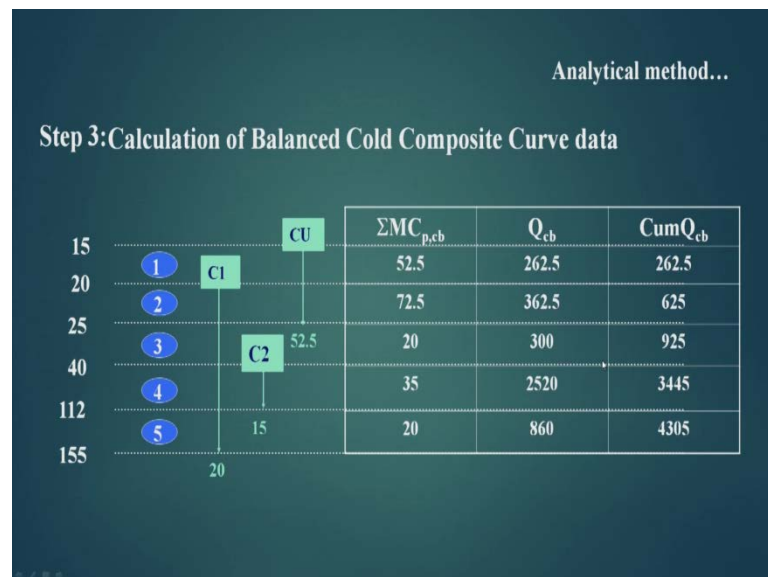 Analytical method...
Step 3:Calculation of Balanced Cold Composite Curve data
ΣMCp,cb Qcb CumQcb
CU
15
1 52.5 262.5 262.5
C1
20
2 72.5 362.5 625
25
52.5
3 20 300 925
C2
40
4 35 2520 3445
112
15
5 20 860 4305
155
20